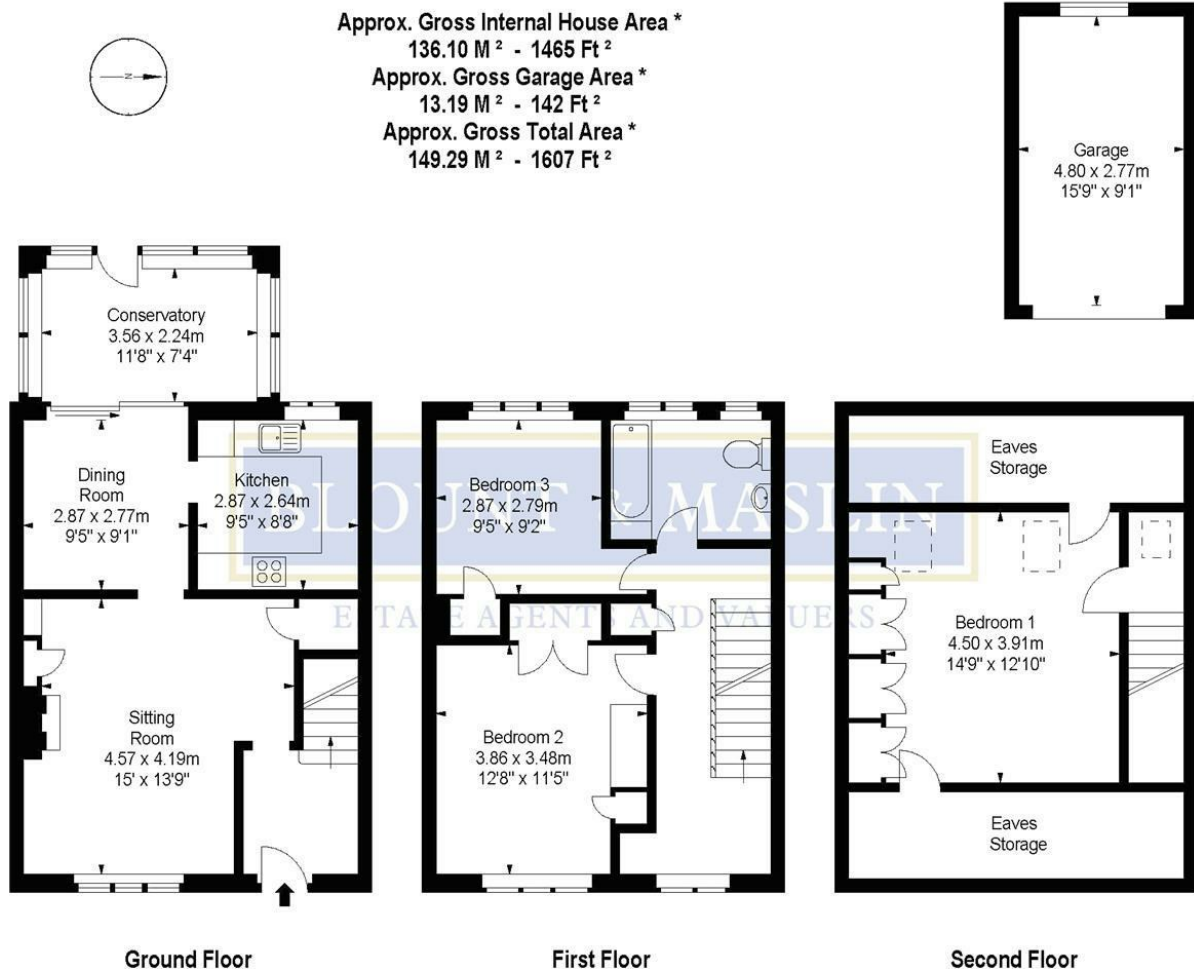 Approx. Gross Internal House Area *
136.10 M² - 1465 Ft²
Approx. Gross Garage Area *
13.19 M² - 142 Ft²
Approx. Gross Total Area *
149.29 M² - 1607 Ft²
N
Garage
4.80 x 2.77m
15'9" x 9'1"
Conservatory
3.56 x 2.24m
11'8" x 7'4"
Dining
Room
2.87 x 2.77m
9'5" x 9'1"
Kitchen
2.87 x 2.64m
9'5" x 8'8"
Sitting
Room
4.57 x 4.19m
15' x 13'9"
Bedroom 3
2.87 x 2.79m
9'5" x 9'2"
Bedroom 2
3.86 x 3.48m
12'8" x 11'5"
Eaves
Storage
Bedroom 1
4.50 x 3.91m
14'9" x 12'10"
Eaves
Storage
BLOUNT & MASLIN
ESTATE AGENTS AND VALUERS
Ground Floor
First Floor
Second Floor